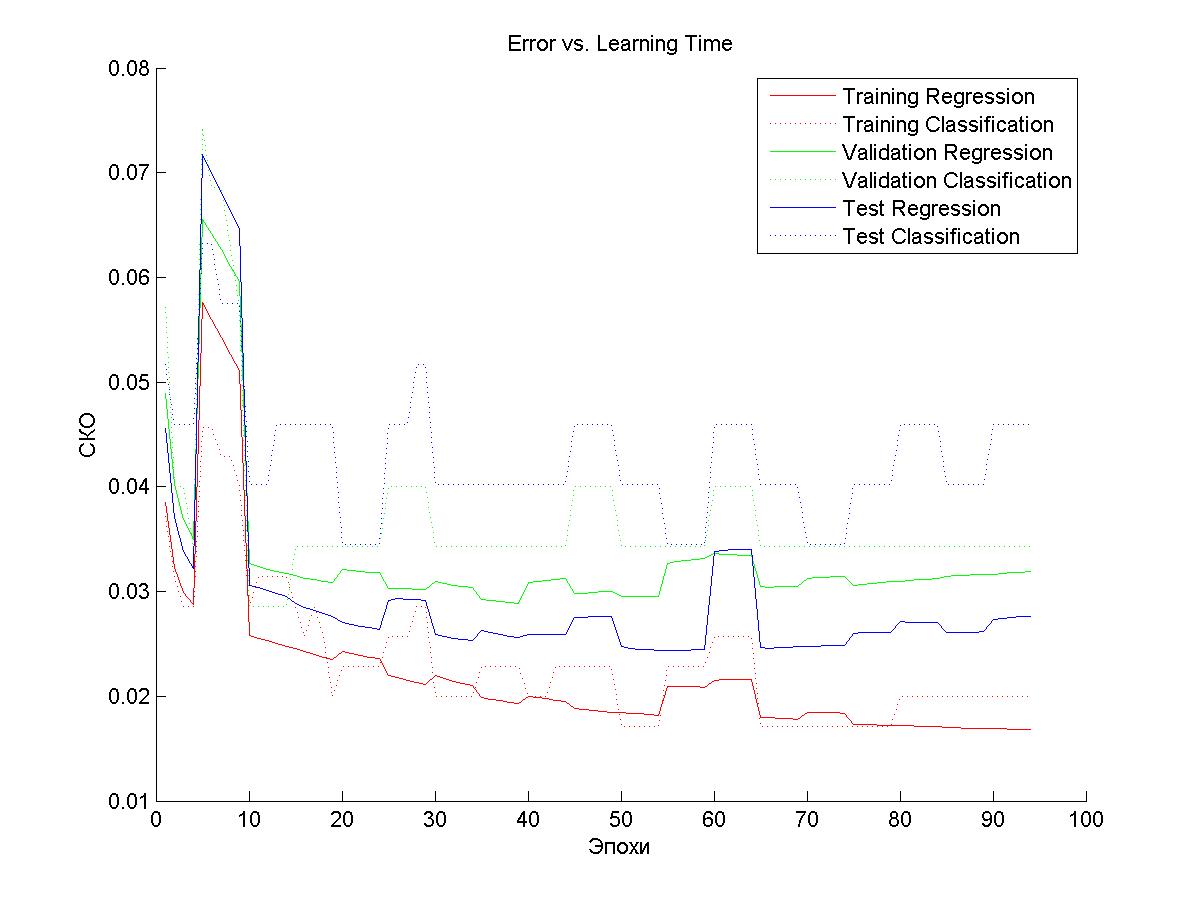 Error vs. Learning Time
0.08
0.07
0.06
0.05
0.04
0.03
0.02
0.01
СКО
Training Regression
Training Classification
Validation Regression
Validation Classification
Test Regression
Test Classification
0 10 20 30 40 50 60 70 80 90 100
Эпохи